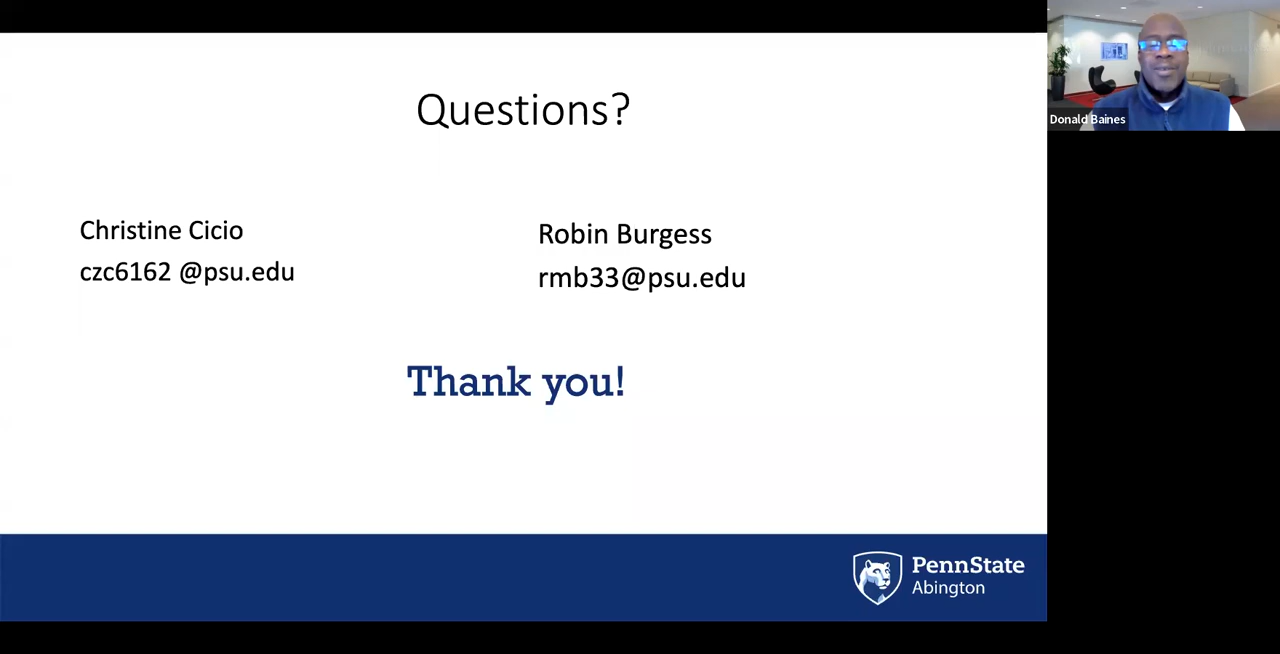 Questions?
Christine Cicio
czc6162 @psu.edu
Robin Burgess
rmb33@psu.edu
Thank you!
PennState
Abington
Donald Baines